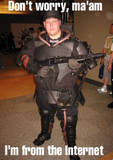 Don't worry, ma'am
I'm from the Internet